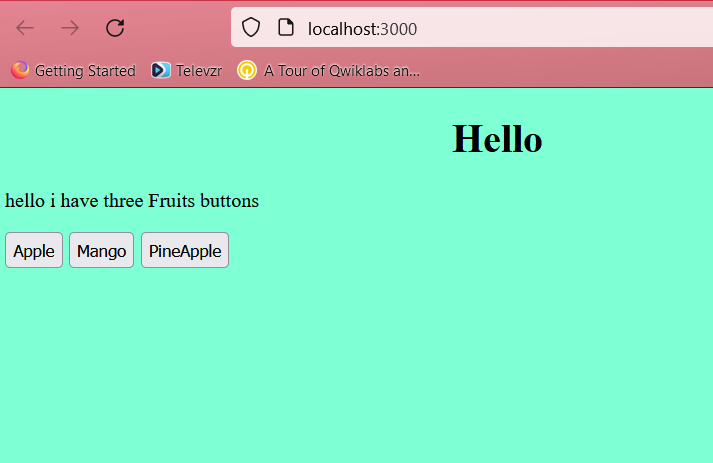 localhost:3000
Getting Started Televzr A Tour of Qwiklabs an...
Hello
hello i have three Fruits buttons
Apple Mango PineApple